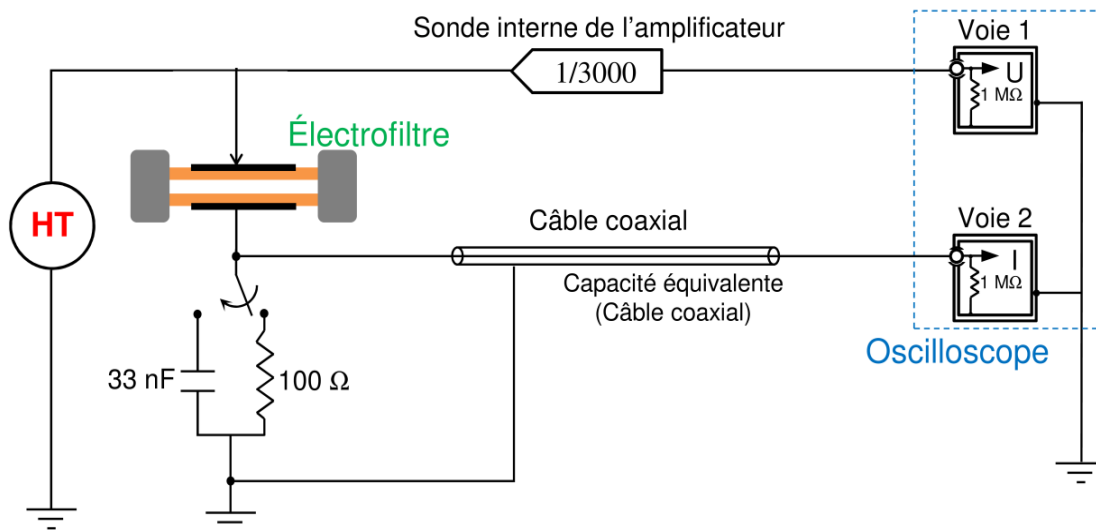 Sonde interne de l’amplificateur
1/3000
Voie 1
U
1 MΩ
Électrofiltre
HT
Câble coaxial
Capacité équivalente
(Câble coaxial)
Voie 2
I
1 MΩ
Oscilloscope
33 nF
100 Ω